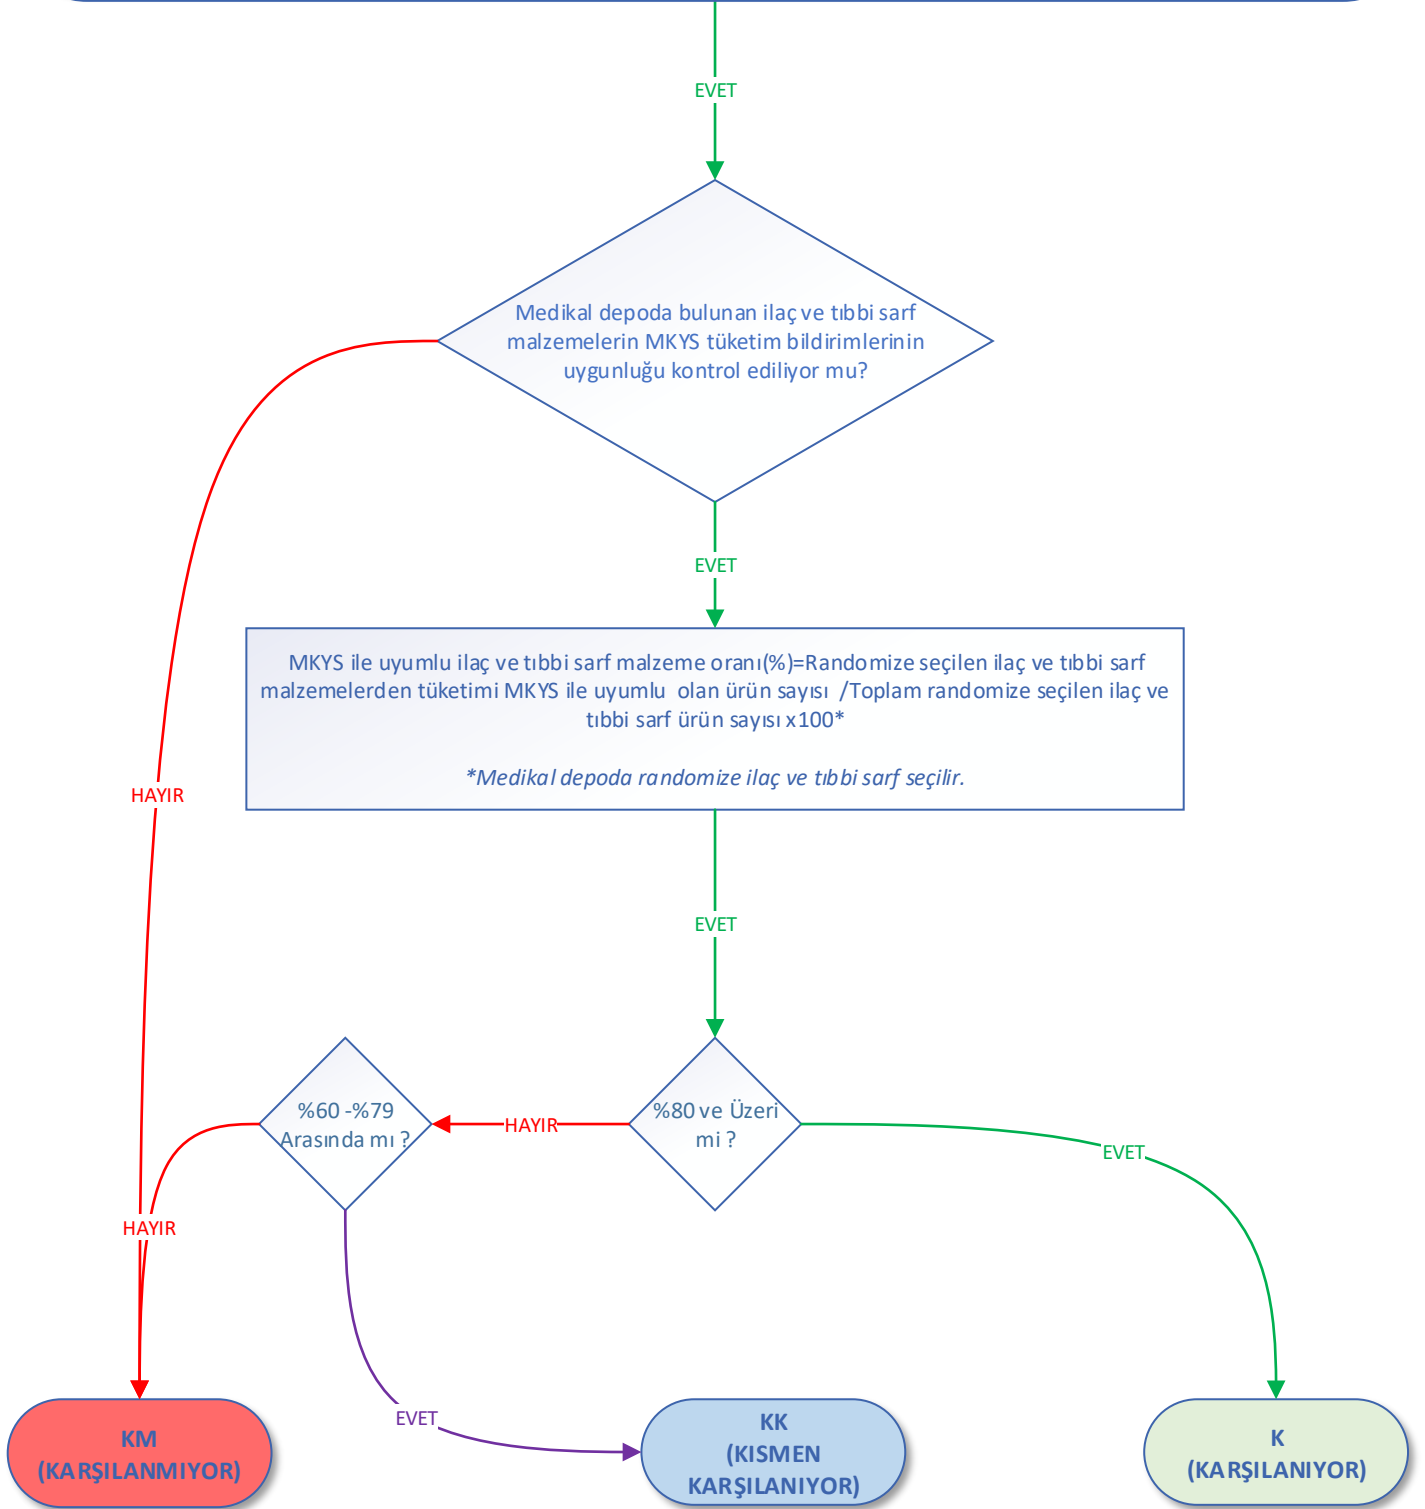 EVET
Medikal depoda bulunan ilaç ve tıbbi sarf
malzemelerin MKYS tüketim bildirimlerinin
uygunluğu kontrol ediliyor mu?
EVET
MKYS ile uyumlu ilaç ve tıbbi sarf malzeme oranı(%)=Randomize seçilen ilaç ve tıbbi sarf
malzemelerden tüketimi MKYS ile uyumlu olan ürün sayısı /Toplam randomize seçilen ilaç ve
tıbbi sarf ürün sayısı x100*
*Medikal depoda randomize ilaç ve tıbbi sarf seçilir.
HAYIR
EVET
%60 -%79
Arasında mı ?
HAYIR
%80 ve Üzeri
mi ?
EVET
HAYIR
EVET
KM
(KARŞILANMIYOR)
KK
(KISMEN
KARŞILANIYOR)
K
(KARŞILANIYOR)